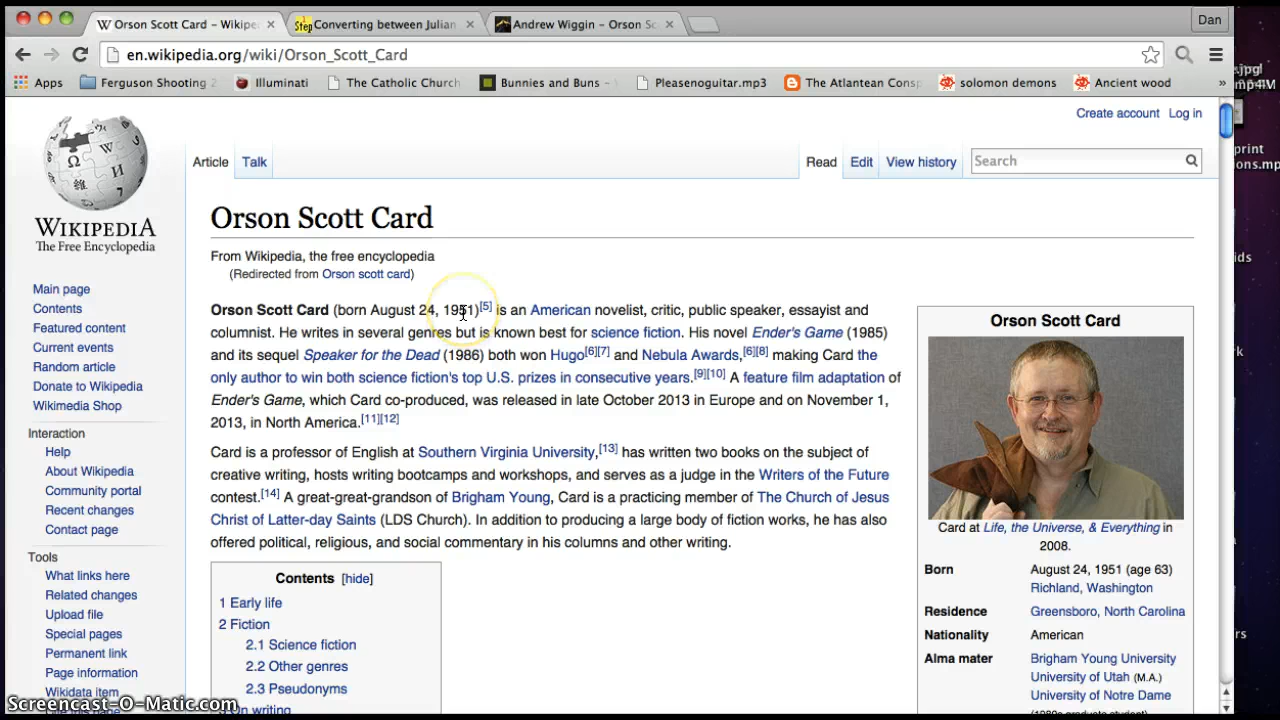 W Orson Scott Card – Wikipe
Step Converting between Julian
Andrew Wiggin – Orson Sc
Dan
en.wikipedia.org/wiki/Orson_Scott_Card
Apps
Ferguson Shooting 2
Illuminati
The Catholic Church
Bunnies and Buns -
Pleasenoguitar.mp3
The Atlantean Consp
solomon demons
Ancient wood
»
.jpgl
mp4V
print
ons.mp
ids
k
rs
Create account Log in
WIKIPEDIA
The Free Encyclopedia
Article Talk
Read Edit View history
Search
Main page
Contents
Featured content
Current events
Random article
Donate to Wikipedia
Wikimedia Shop
Interaction
Help
About Wikipedia
Community portal
Recent changes
Contact page
Tools
What links here
Related changes
Upload file
Special pages
Permanent link
Page information
Wikidata item
Orson Scott Card
From Wikipedia, the free encyclopedia
(Redirected from Orson scott card)
Orson Scott Card (born August 24, 1951)[5] is an American novelist, critic, public speaker, essayist and
columnist. He writes in several genres but is known best for science fiction. His novel Ender's Game (1985)
and its sequel Speaker for the Dead (1986) both won Hugo[6][7] and Nebula Awards,[6][8] making Card the
only author to win both science fiction's top U.S. prizes in consecutive years.[9][10] A feature film adaptation of
Ender's Game, which Card co-produced, was released in late October 2013 in Europe and on November 1,
2013, in North America.[11][12]
Card is a professor of English at Southern Virginia University,[13] has written two books on the subject of
creative writing, hosts writing bootcamps and workshops, and serves as a judge in the Writers of the Future
contest.[14] A great-great-grandson of Brigham Young, Card is a practicing member of The Church of Jesus
Christ of Latter-day Saints (LDS Church). In addition to producing a large body of fiction works, he has also
offered political, religious, and social commentary in his columns and other writing.
Contents [hide]
1 Early life
2 Fiction
2.1 Science fiction
2.2 Other genres
2.3 Pseudonyms
3 On writing
Orson Scott Card
Card at Life, the Universe, & Everything in
2008.
Born August 24, 1951 (age 63)
Richland, Washington
Residence Greensboro, North Carolina
Nationality American
Alma mater Brigham Young University
University of Utah (M.A.)
University of Notre Dame
(1980s graduate student)
Screencast-O-Matic.com